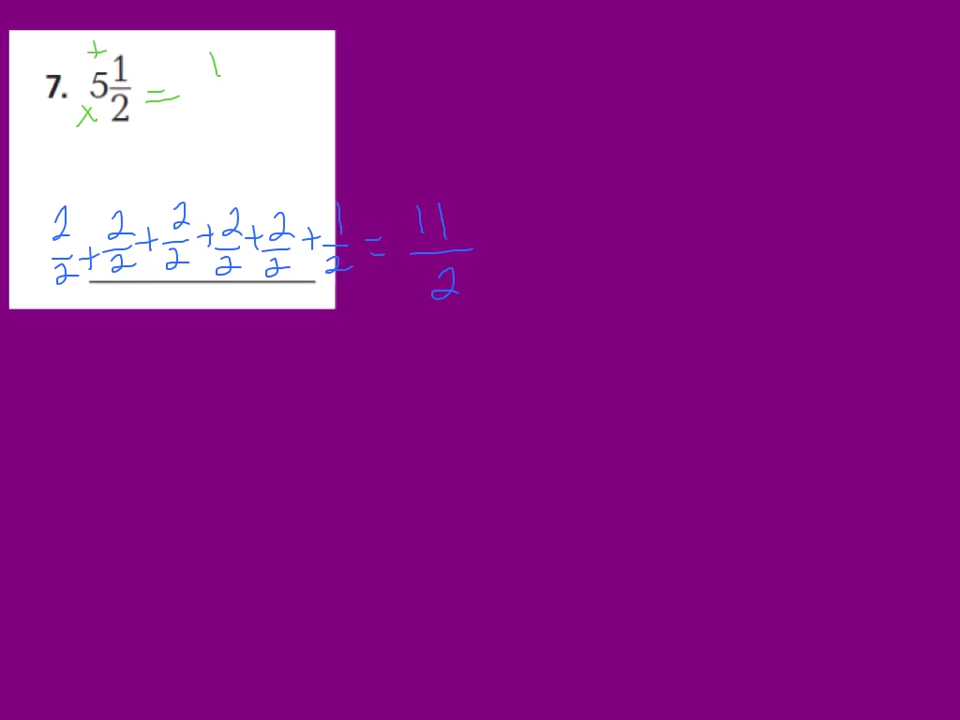 +
7. 5 1/2 = 1
x
2/2 + 2/2 + 2/2 + 2/2 + 2/2 + 1/2 = 11/2